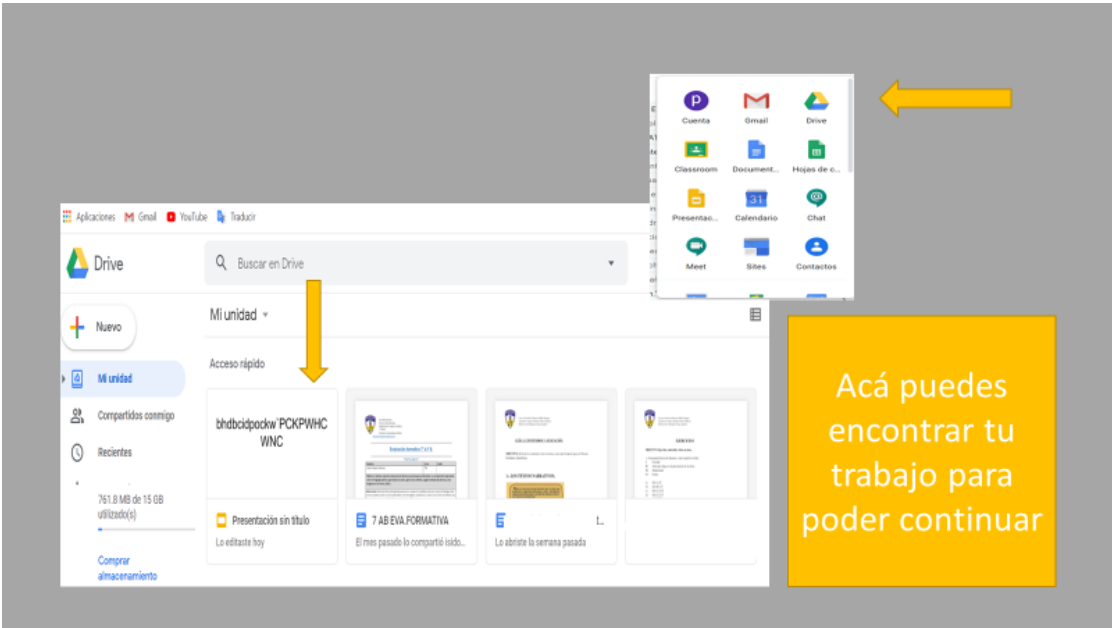 Cuenta Gmail Drive
Classroom Document... Hojas de c...
Presentac... Calendario Chat
Meet Sites Contactos
Aplicaciones Gmail YouTube Traducir
Drive
Buscar en Drive
Nuevo
Mi unidad
Compartidos conmigo
Recientes
761.8 MB de 15 GB
utilizado(s)
Comprar
almacenamiento
Mi unidad
Acceso rápido
bhdbcidpockw`PCKPWHC
WNC
Presentación sin título
Lo editaste hoy
7 AB EVA.FORMATIVA
El mes pasado lo compartió isido...
t...
Lo abriste la semana pasada
Acá puedes
encontrar tu
trabajo para
poder continuar